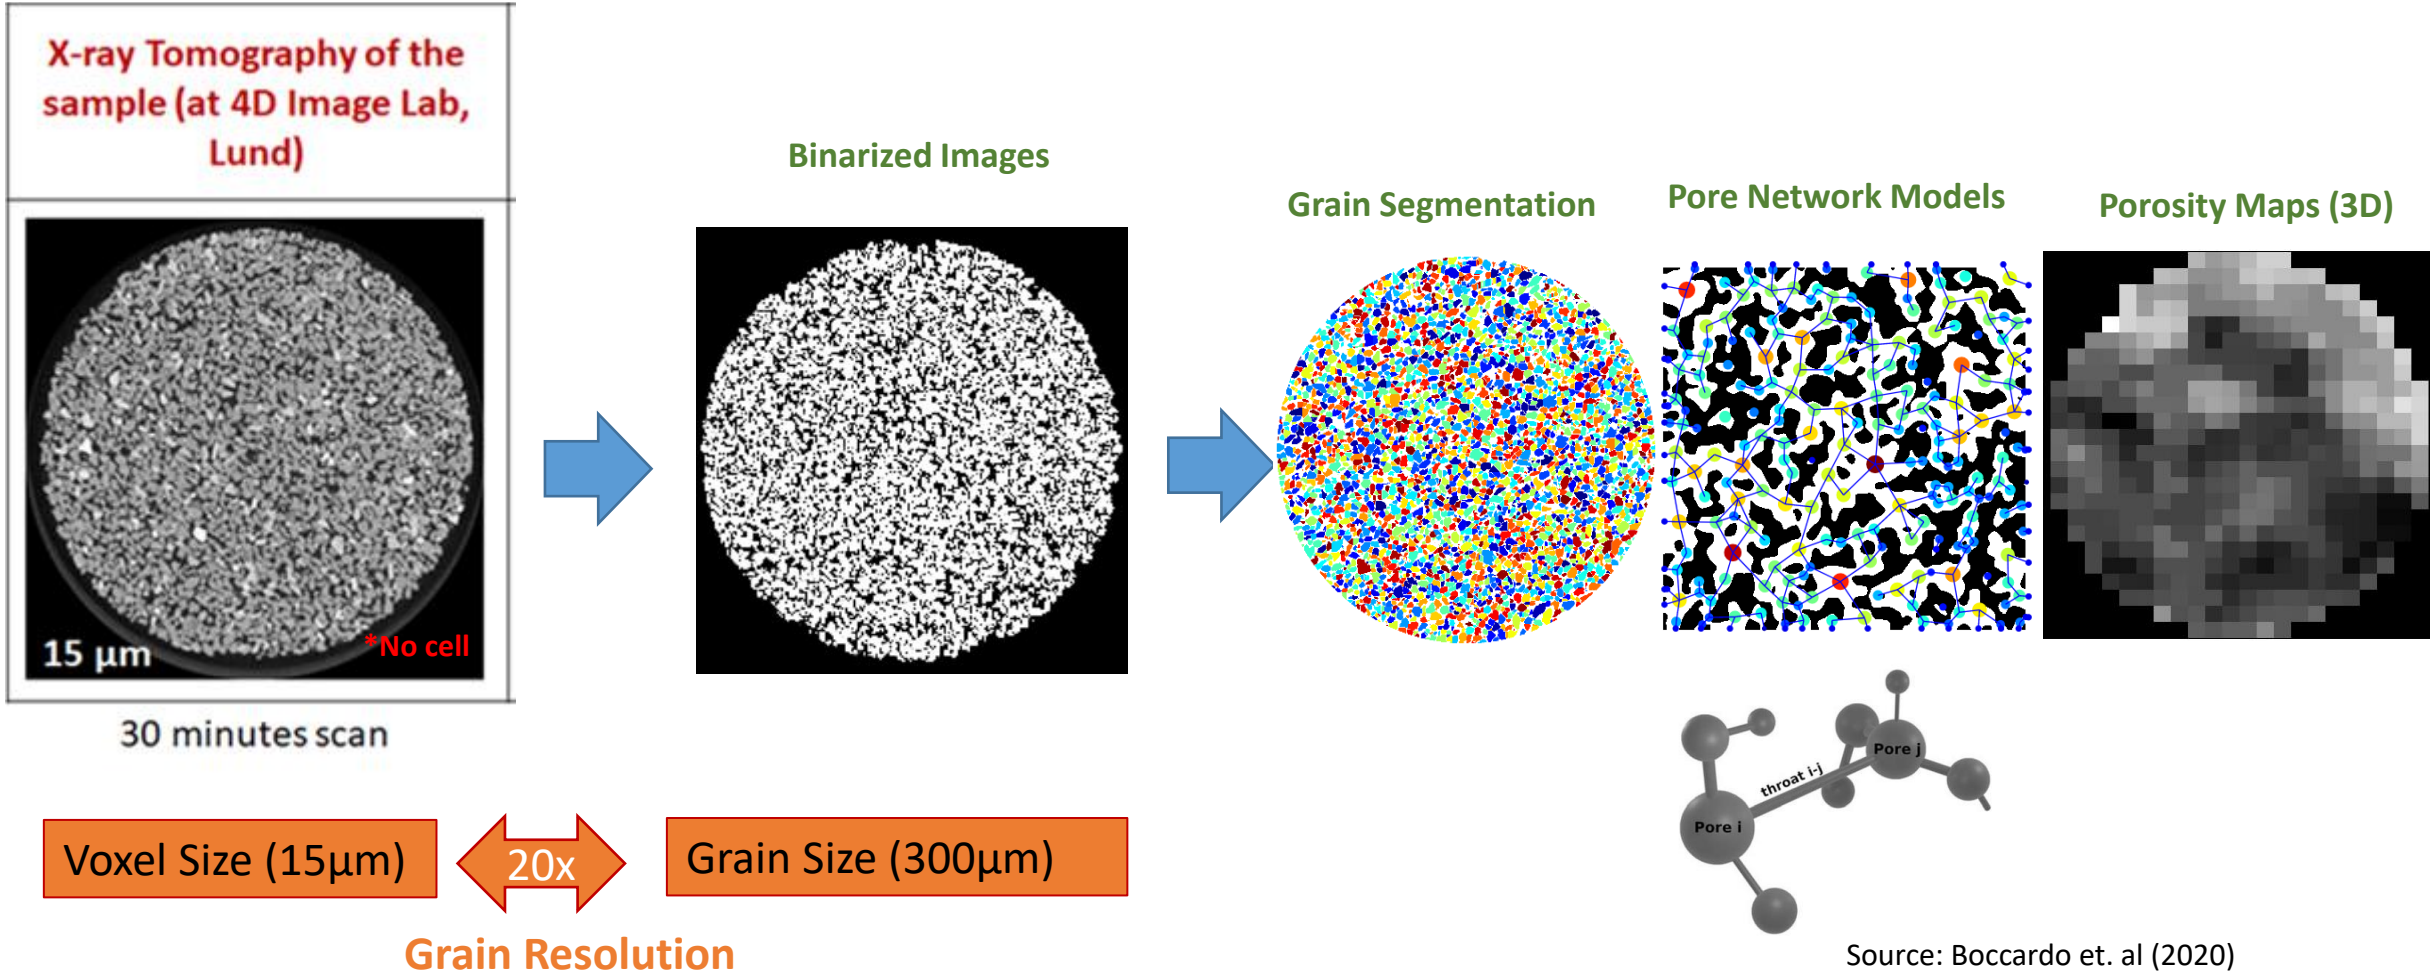 X-ray Tomography of the
sample (at 4D Image Lab,
Lund)
15 μm
*No cell
30 minutes scan
Binarized Images
Grain Segmentation
Pore Network Models
Porosity Maps (3D)
Pore j
throat i-j
Pore i
Voxel Size (15μm)
20x
Grain Size (300μm)
Grain Resolution
Source: Boccardo et. al (2020)